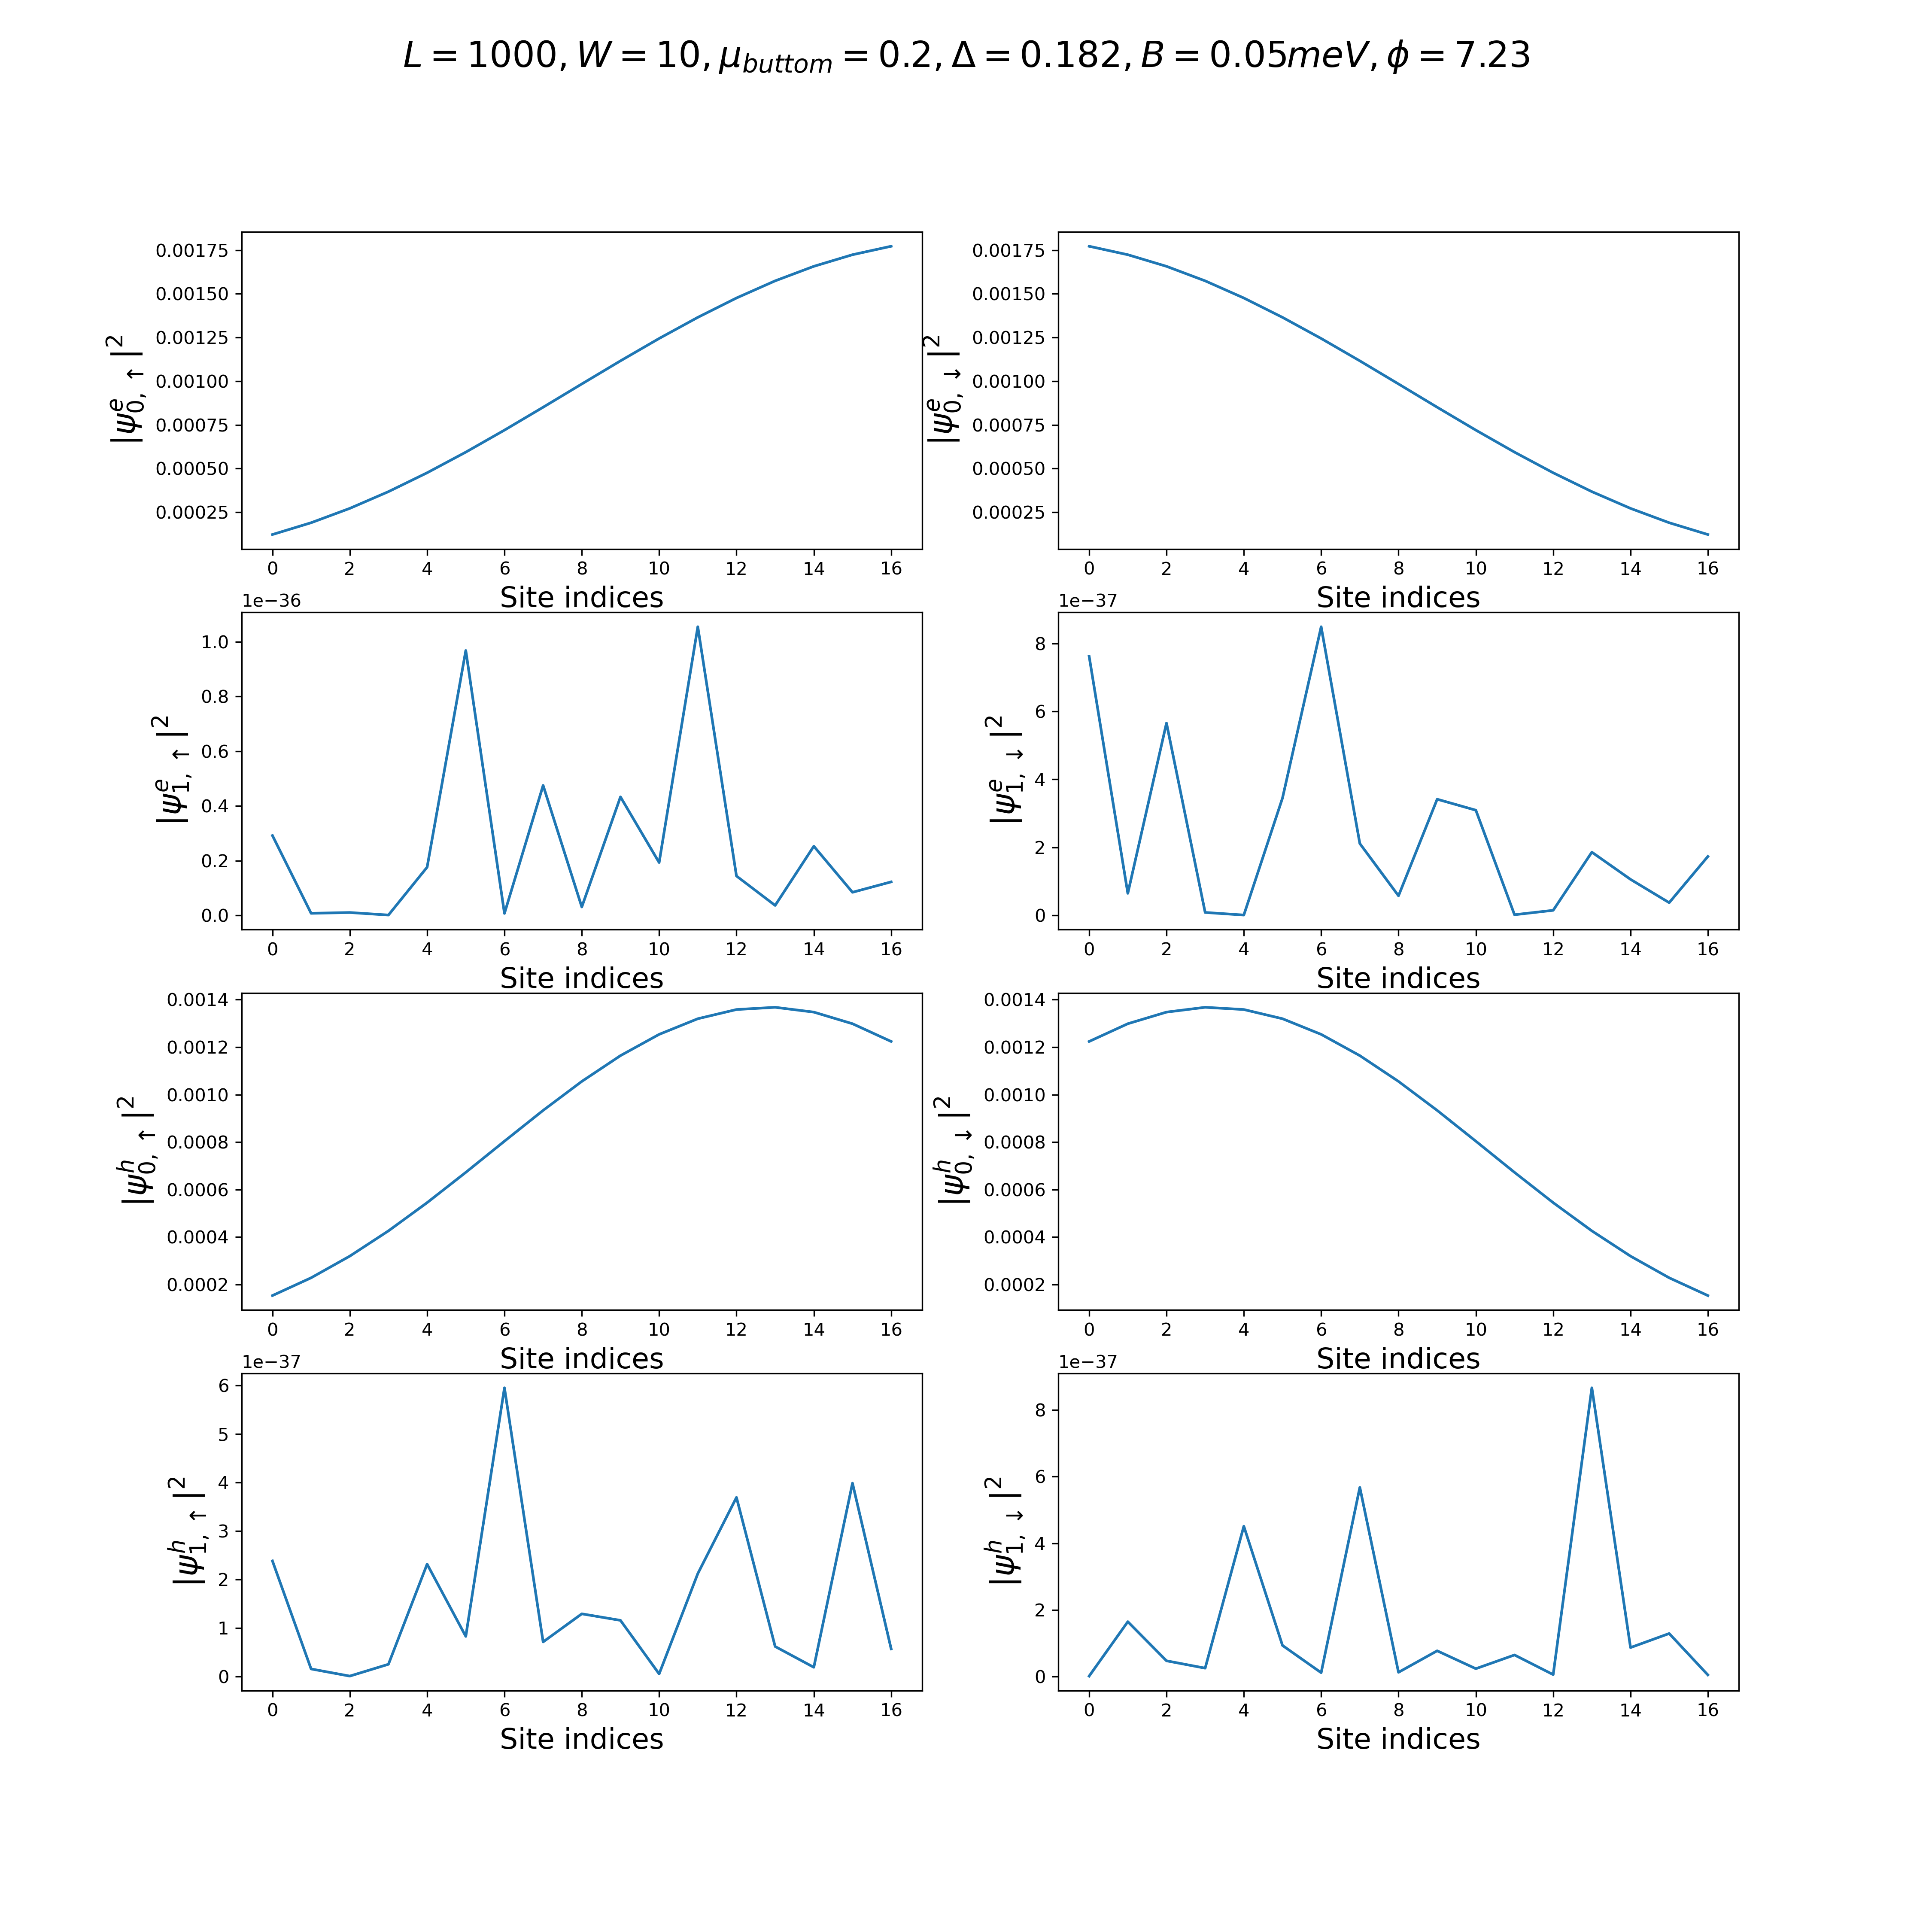 L = 1000, W = 10, μ_buttom = 0.2, Δ = 0.182, B = 0.05meV, ϕ = 7.23
|ψ^e_{0,↑}|^2
0.00175
0.00150
0.00125
0.00100
0.00075
0.00050
0.00025
0 2 4 6 8 10 12 14 16
Site indices
|ψ^e_{0,↓}|^2
0.00175
0.00150
0.00125
0.00100
0.00075
0.00050
0.00025
0 2 4 6 8 10 12 14 16
Site indices
1e−36
|ψ^e_{1,↑}|^2
1.0
0.8
0.6
0.4
0.2
0.0
0 2 4 6 8 10 12 14 16
Site indices
1e−37
|ψ^e_{1,↓}|^2
8
6
4
2
0
0 2 4 6 8 10 12 14 16
Site indices
|ψ^h_{0,↑}|^2
0.0014
0.0012
0.0010
0.0008
0.0006
0.0004
0.0002
0 2 4 6 8 10 12 14 16
Site indices
|ψ^h_{0,↓}|^2
0.0014
0.0012
0.0010
0.0008
0.0006
0.0004
0.0002
0 2 4 6 8 10 12 14 16
Site indices
1e−37
|ψ^h_{1,↑}|^2
6
5
4
3
2
1
0
0 2 4 6 8 10 12 14 16
Site indices
1e−37
|ψ^h_{1,↓}|^2
8
6
4
2
0
0 2 4 6 8 10 12 14 16
Site indices